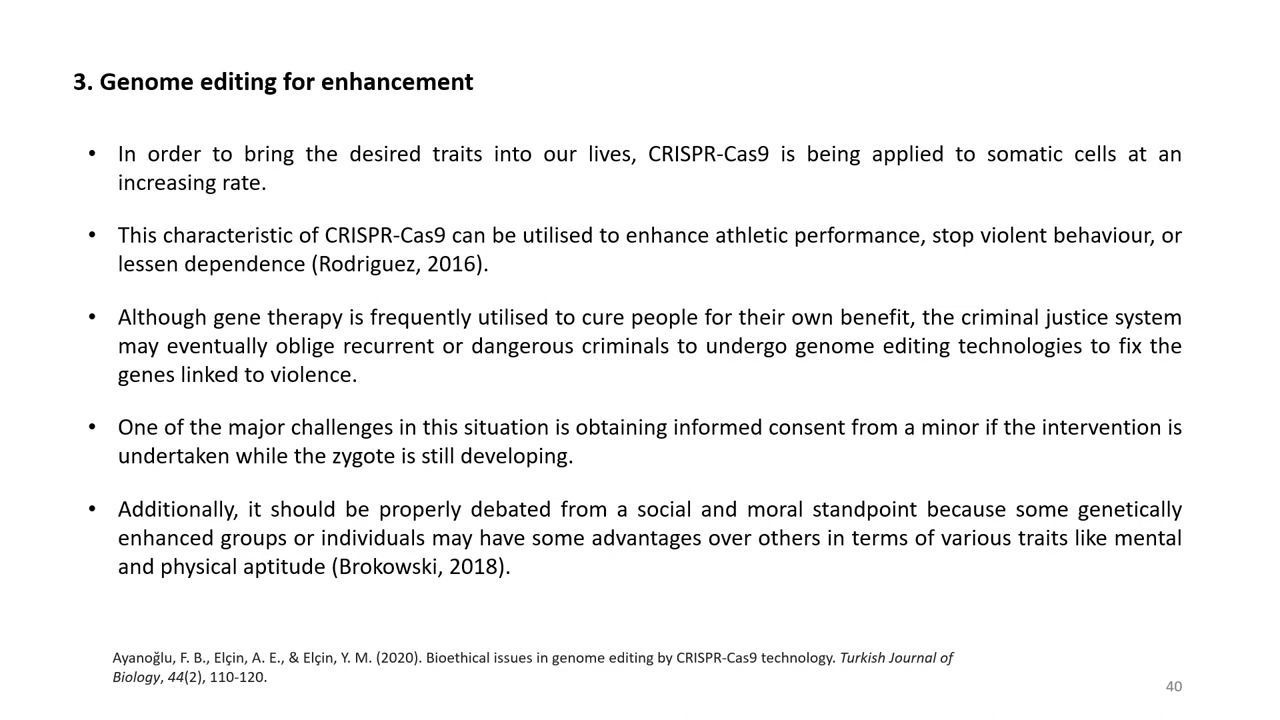 3. Genome editing for enhancement
• In order to bring the desired traits into our lives, CRISPR-Cas9 is being applied to somatic cells at an
increasing rate.
• This characteristic of CRISPR-Cas9 can be utilised to enhance athletic performance, stop violent behaviour, or
lessen dependence (Rodriguez, 2016).
• Although gene therapy is frequently utilised to cure people for their own benefit, the criminal justice system
may eventually oblige recurrent or dangerous criminals to undergo genome editing technologies to fix the
genes linked to violence.
• One of the major challenges in this situation is obtaining informed consent from a minor if the intervention is
undertaken while the zygote is still developing.
• Additionally, it should be properly debated from a social and moral standpoint because some genetically
enhanced groups or individuals may have some advantages over others in terms of various traits like mental
and physical aptitude (Brokowski, 2018).
Ayanoğlu, F. B., Elçin, A. E., & Elçin, Y. M. (2020). Bioethical issues in genome editing by CRISPR-Cas9 technology. Turkish Journal of
Biology, 44(2), 110-120.
40